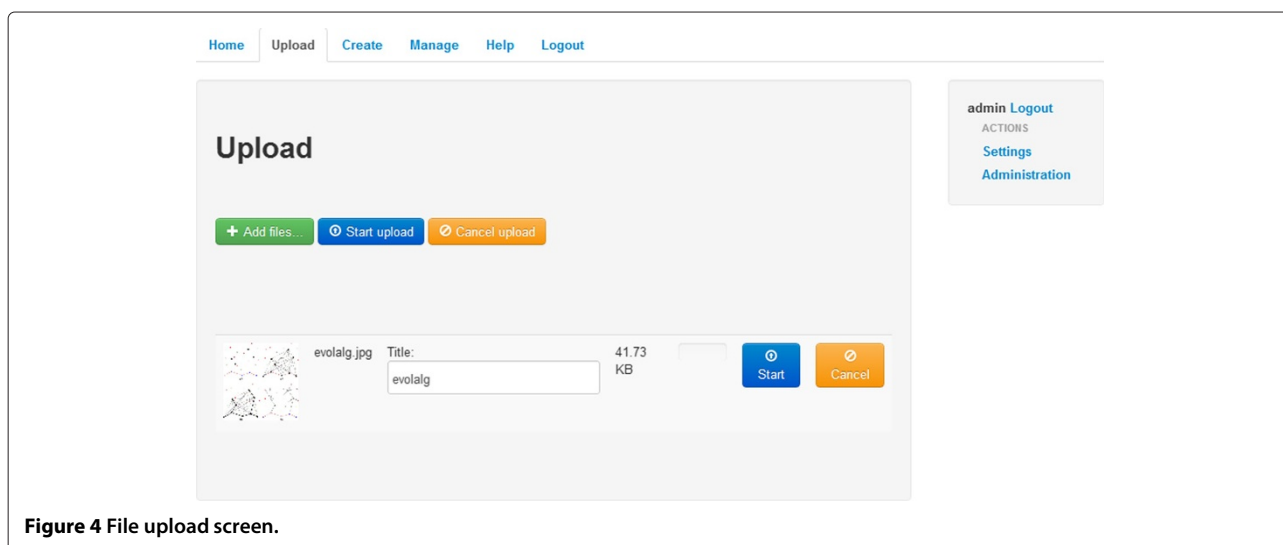 Home Upload Create Manage Help Logout
admin Logout
ACTIONS
Settings
Administration
Upload
Add files... Start upload Cancel upload
evolalg.jpg Title: 41.73
KB
evolalg
Start Cancel
Figure 4 File upload screen.